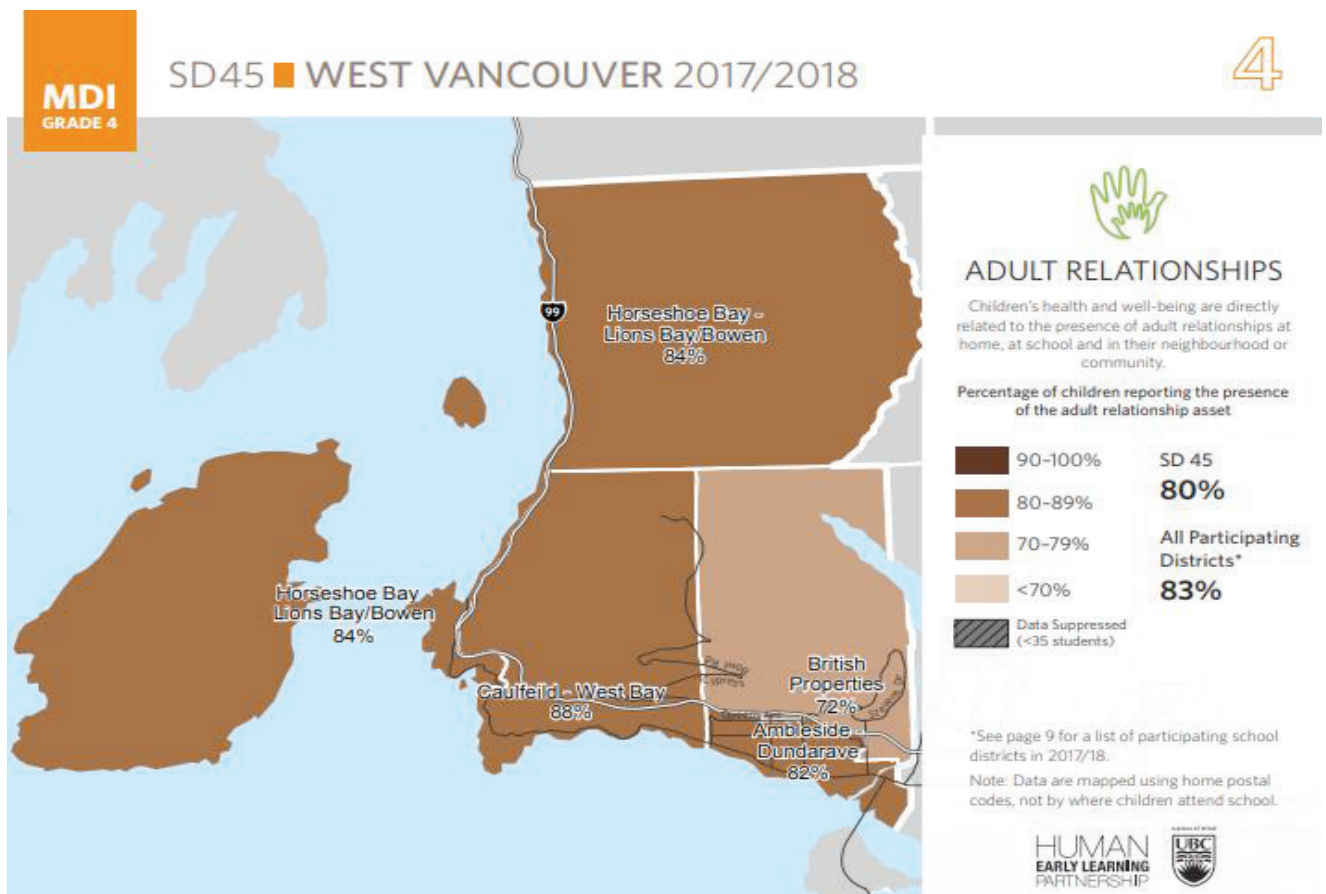 MDI
GRADE 4
SD45 ■ WEST VANCOUVER 2017/2018
4
99
Horseshoe Bay -
Lions Bay/Bowen
84%
Horseshoe Bay
Lions Bay/Bowen
84%
Caulfeild - West Bay
88%
British
Properties
72%
Ambleside -
Dundarave
82%
Cypress
Stevens Dr
ADULT RELATIONSHIPS
Children's health and well-being are directly
related to the presence of adult relationships at
home, at school and in their neighbourhood or
community.
Percentage of children reporting the presence
of the adult relationship asset
90-100%
80-89%
70-79%
<70%
Data Suppressed
(<35 students)
SD 45
80%
All Participating
Districts*
83%
*See page 9 for a list of participating school
districts in 2017/18.
Note: Data are mapped using home postal
codes, not by where children attend school.
HUMAN
EARLY LEARNING
PARTNERSHIP
UBC